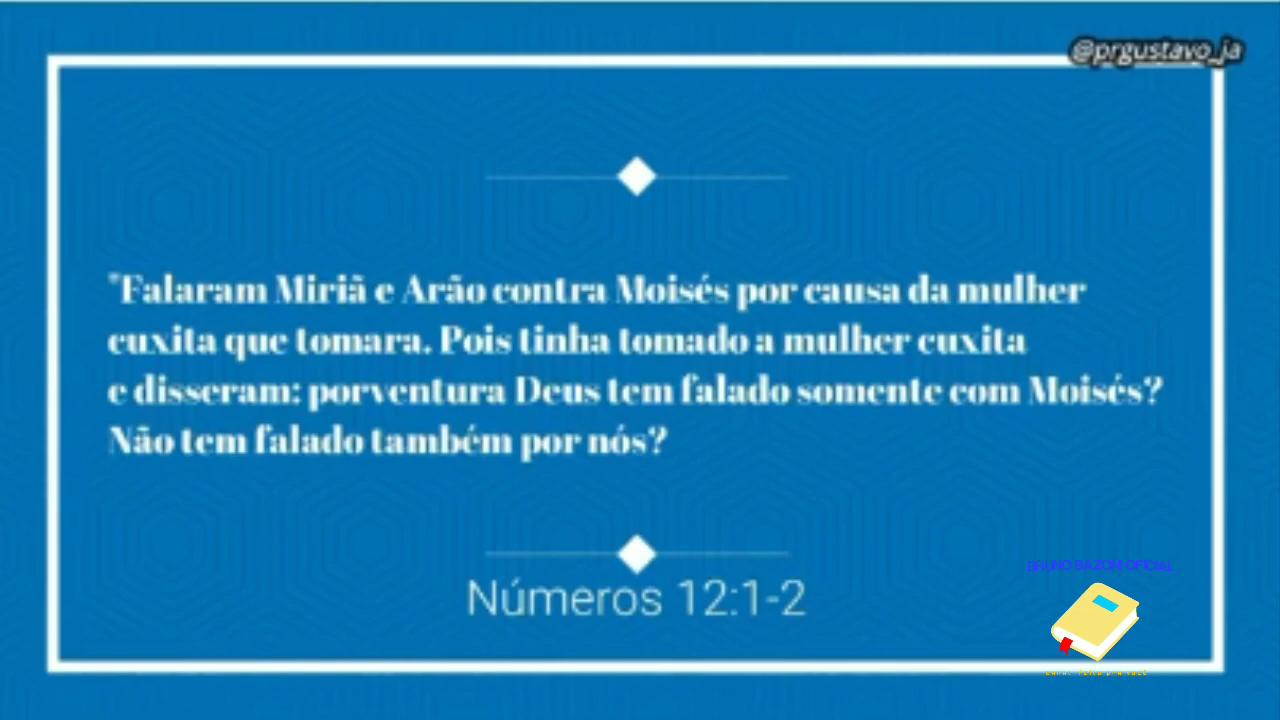 @prgustavo_ja
"Falaram Miriã e Arão contra Moisés por causa da mulher
cuxita que tomara. Pois tinha tomado a mulher cuxita
e disseram: porventura Deus tem falado somente com Moisés?
Não tem falado também por nós?
Números 12:1-2
BRUNO BAZON OFICIAL